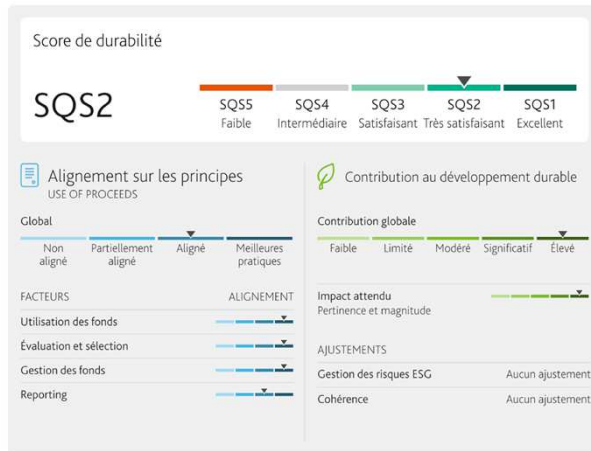 Score de durabilité
SQS2
SQS5 SQS4 SQS3 SQS2 SQS1
Faible Intermédiaire Satisfaisant Très satisfaisant Excellent
Alignement sur les principes
USE OF PROCEEDS
Global
Non aligné Partiellement aligné Aligné Meilleures pratiques
FACTEURS ALIGNEMENT
Utilisation des fonds
Évaluation et sélection
Gestion des fonds
Reporting
Contribution au développement durable
Contribution globale
Faible Limité Modéré Significatif Élevé
Impact attendu
Pertinence et magnitude
AJUSTEMENTS
Gestion des risques ESG Aucun ajustement
Cohérence Aucun ajustement